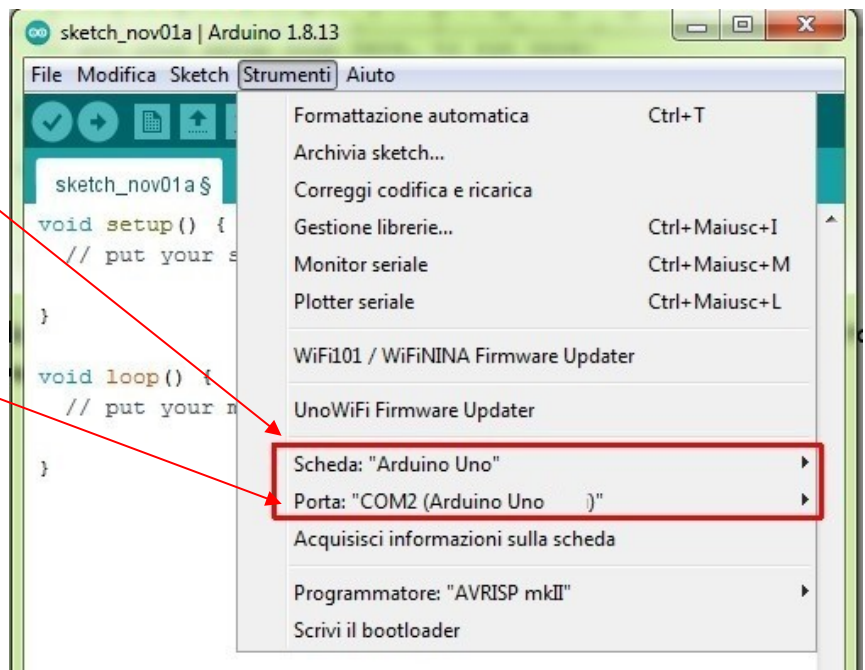 sketch_nov01a | Arduino 1.8.13
File Modifica Sketch Strumenti Aiuto
sketch_nov01a §
void setup() {
// put your s
}
void loop() {
// put your m
}
Formattazione automatica Ctrl+T
Archivia sketch...
Correggi codifica e ricarica
Gestione librerie... Ctrl+Maiusc+I
Monitor seriale Ctrl+Maiusc+M
Plotter seriale Ctrl+Maiusc+L
WiFi101 / WiFiNINA Firmware Updater
UnoWiFi Firmware Updater
Scheda: "Arduino Uno"
Porta: "COM2 (Arduino Uno )"
Acquisisci informazioni sulla scheda
Programmatore: "AVRISP mkII"
Scrivi il bootloader